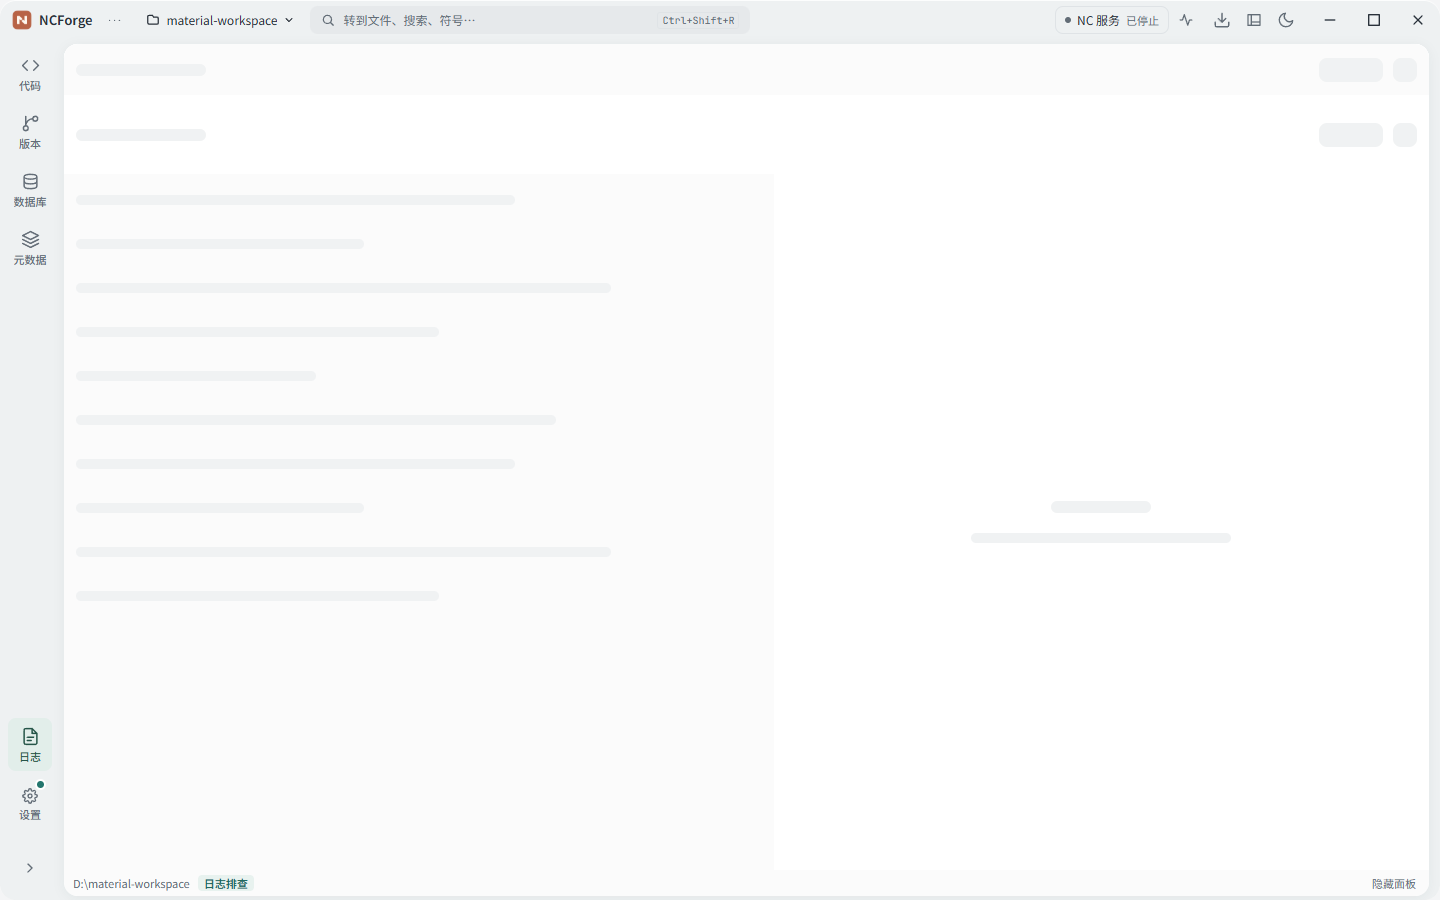 NCForge ··· material-workspace 转到文件、搜索、符号… Ctrl+Shift+R NC 服务 已停止
代码
版本
数据库
元数据
日志
设置
D:\material-workspace 日志排查 隐藏面板